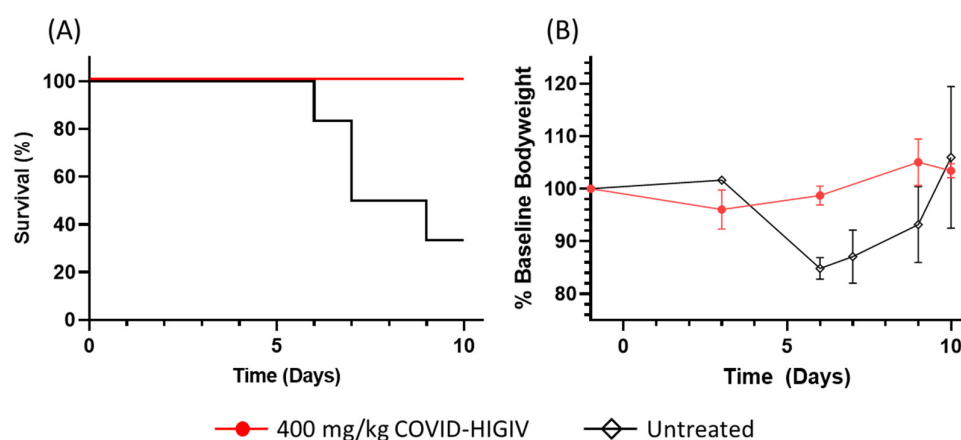 (A)
(B)
Survival (%)
100
80
60
40
20
0
0
5
10
Time (Days)
% Baseline Bodyweight
120
110
100
90
80
0
5
10
Time (Days)
400 mg/kg COVID-HIGIV
Untreated